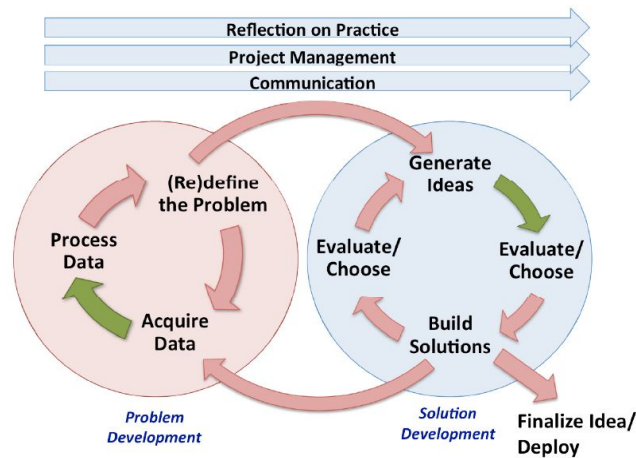 Reflection on Practice
Project Management
Communication
(Re)define
the Problem
Process
Data
Acquire
Data
Generate
Ideas
Evaluate/
Choose
Evaluate/
Choose
Build
Solutions
Problem
Development
Solution
Development
Finalize Idea/
Deploy